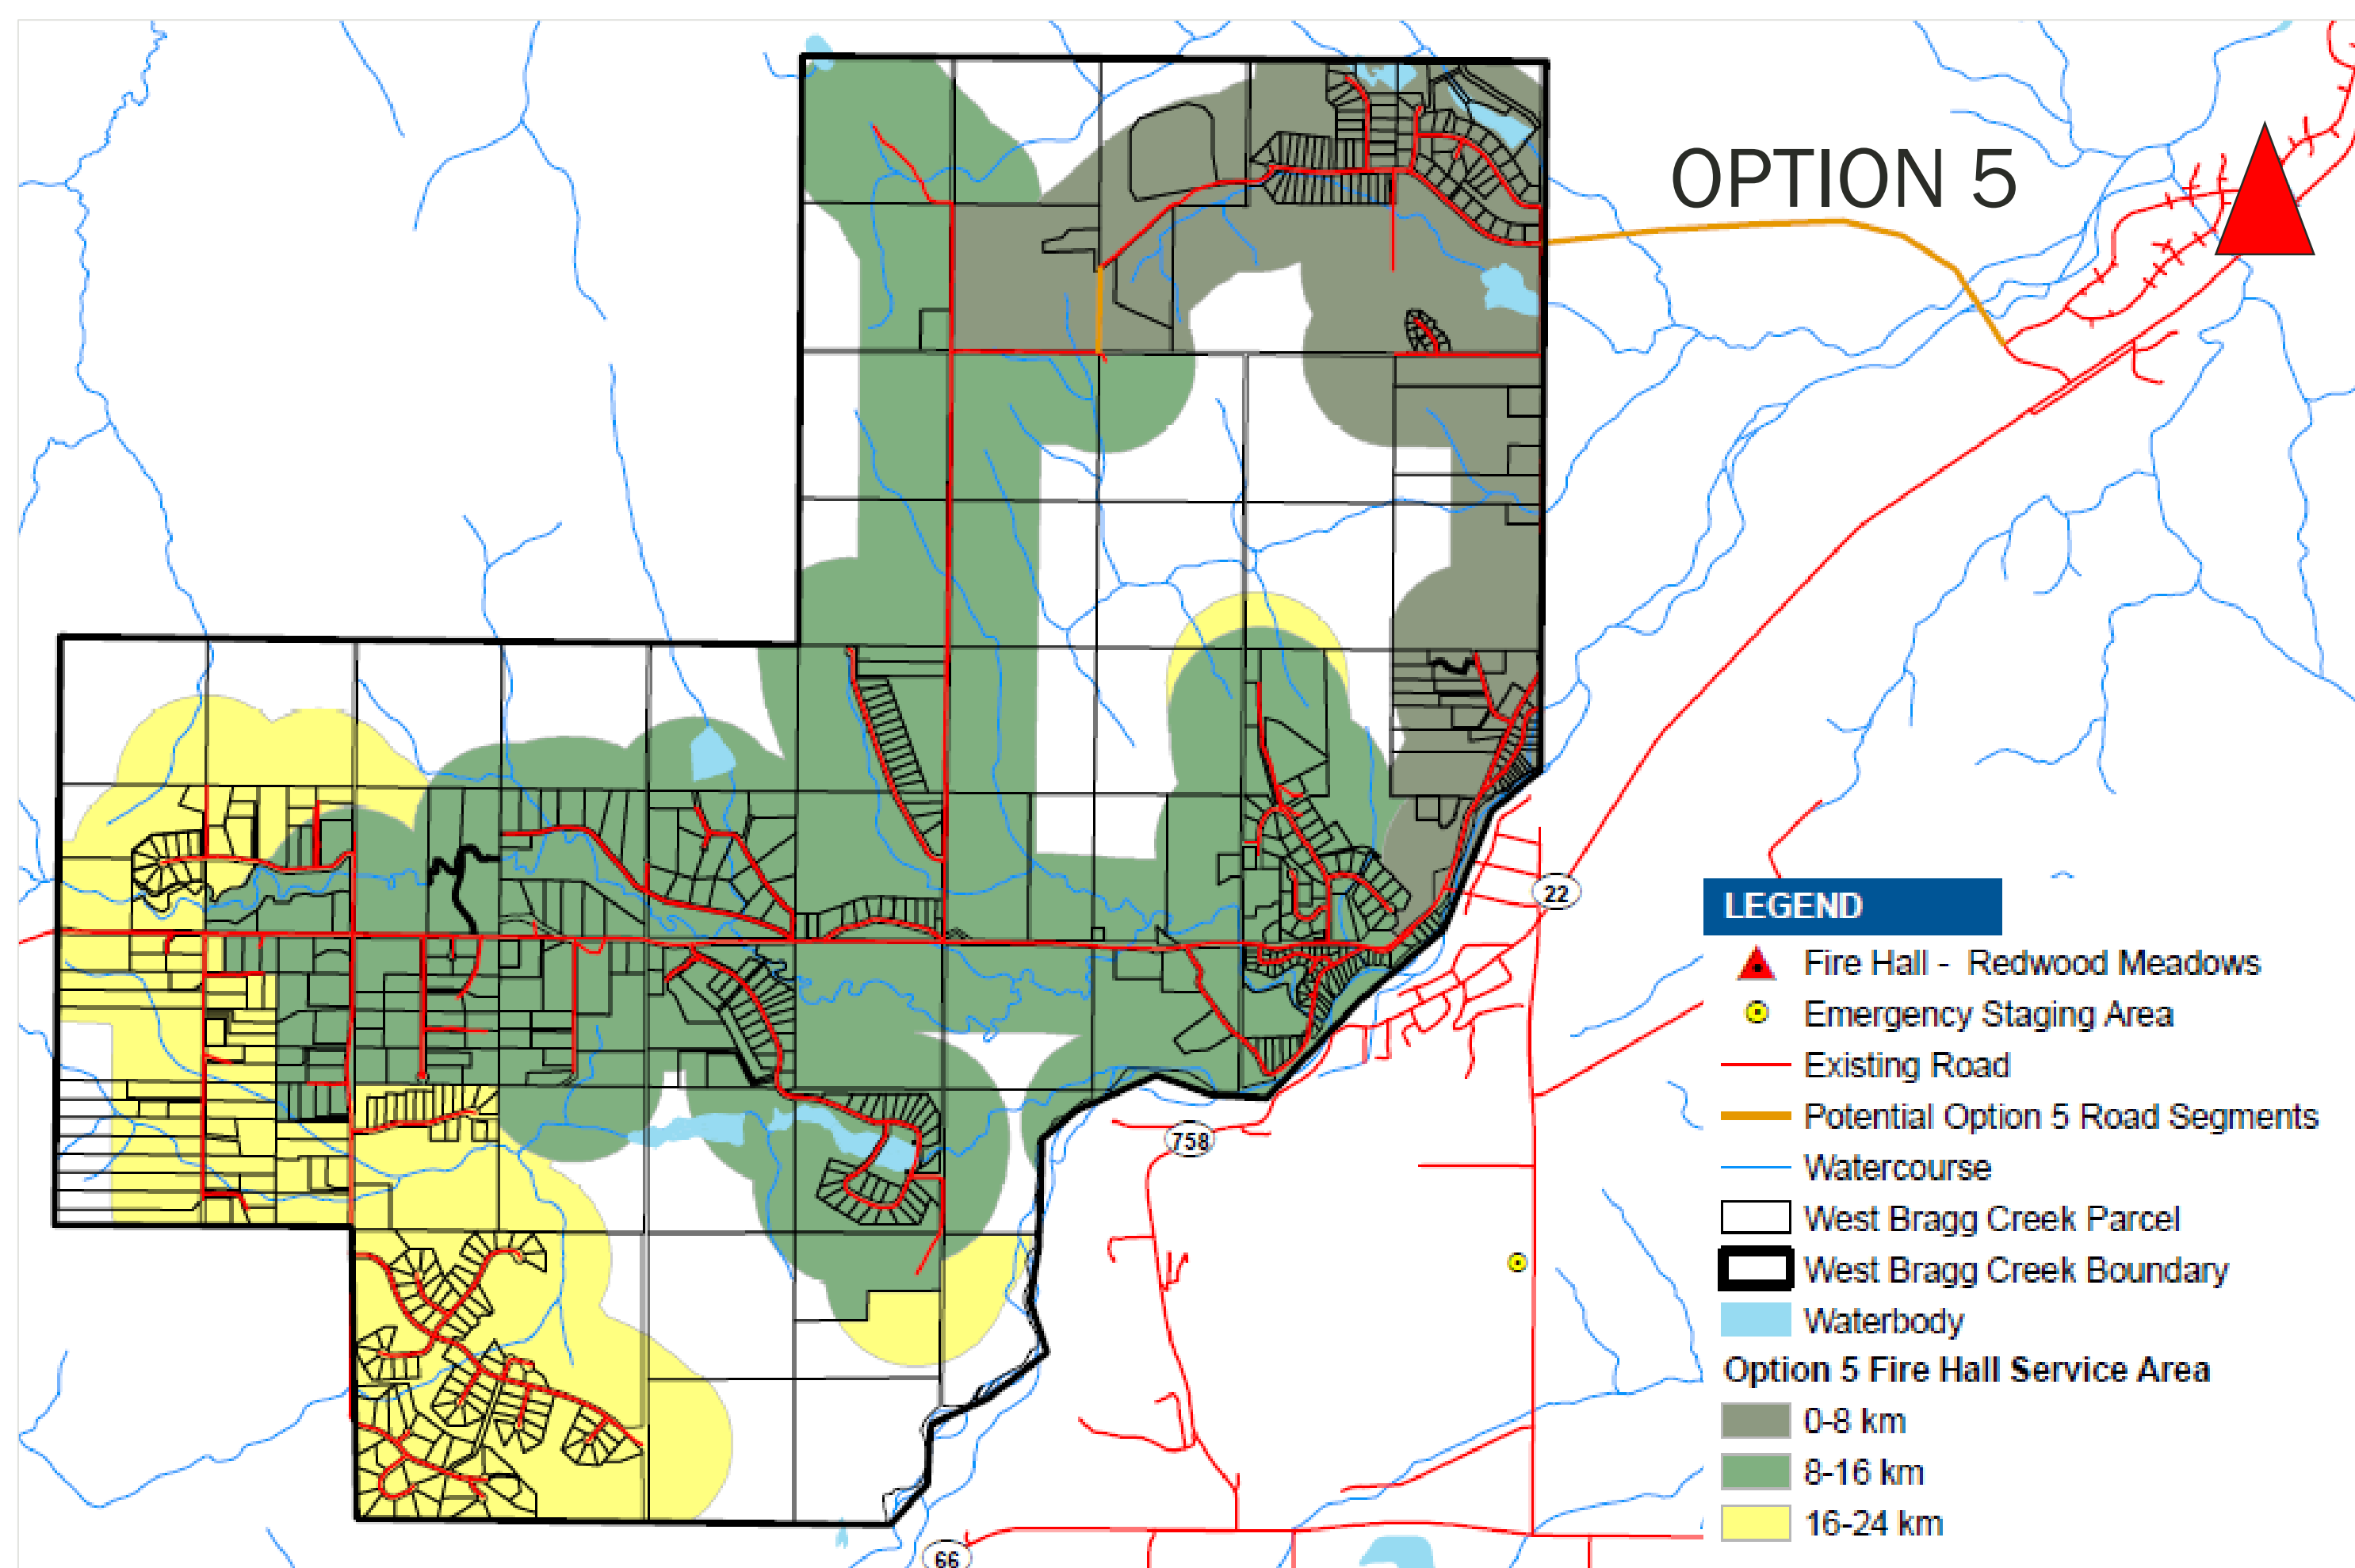 OPTION 5
22
758
66
LEGEND
Fire Hall - Redwood Meadows
Emergency Staging Area
Existing Road
Potential Option 5 Road Segments
Watercourse
West Bragg Creek Parcel
West Bragg Creek Boundary
Waterbody
Option 5 Fire Hall Service Area
0-8 km
8-16 km
16-24 km